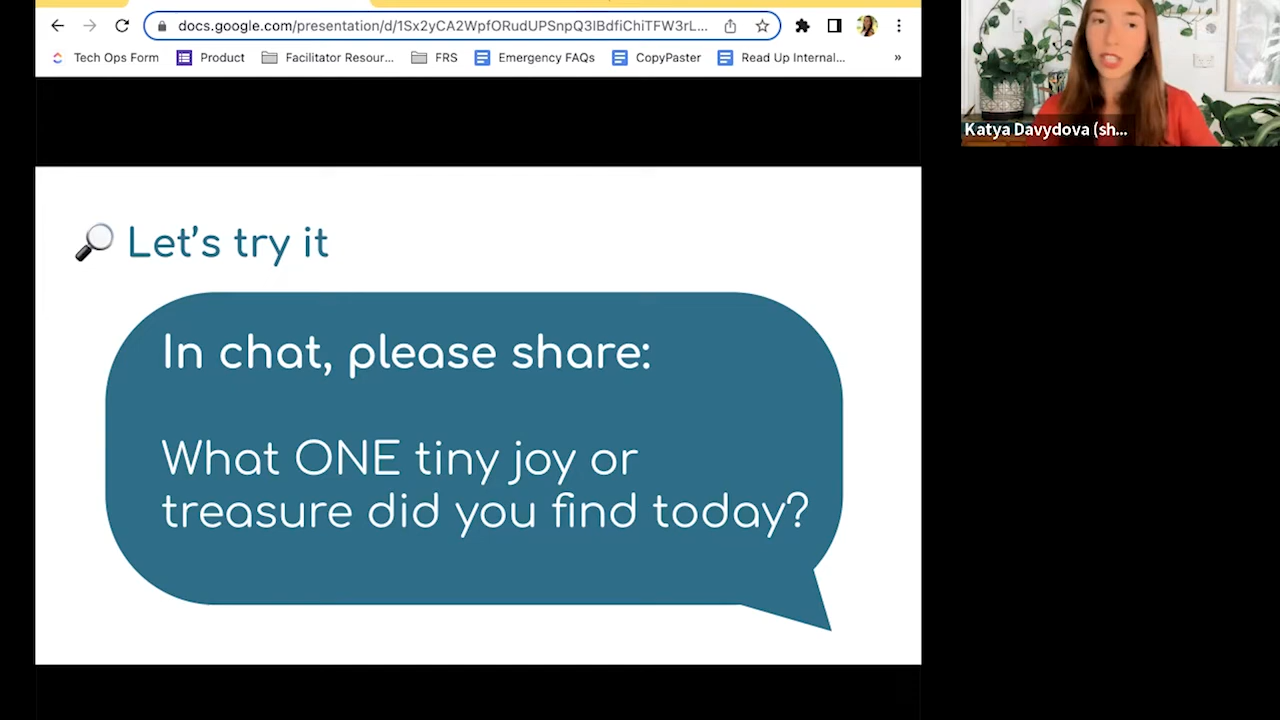 docs.google.com/presentation/d/1Sx2yCA2WpfORudUPSnpQ3IBdfiChiTFW3rL...
Tech Ops Form Product Facilitator Resour... FRS Emergency FAQs CopyPaster Read Up Internal... »
Katya Davydova (sh...
🔎 Let’s try it
In chat, please share:
What ONE tiny joy or
treasure did you find today?